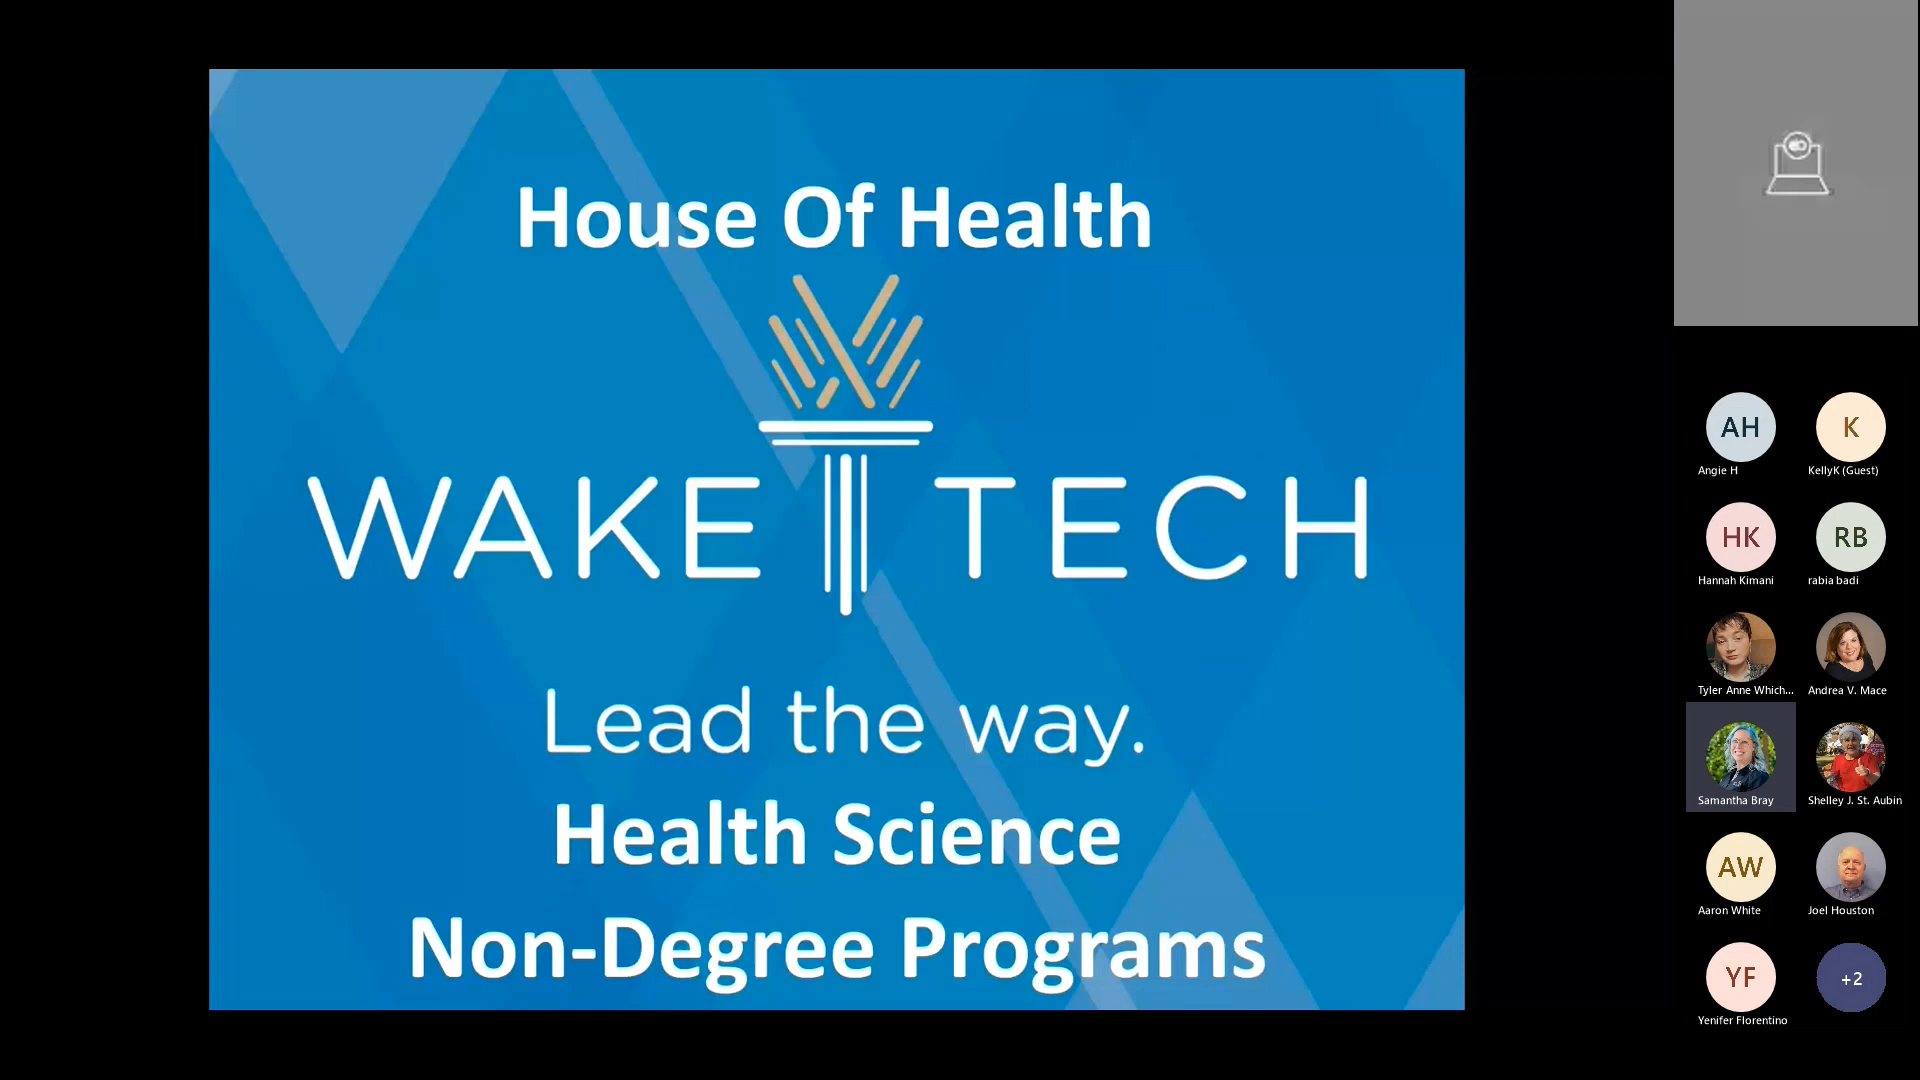 House Of Health
WAKE TECH
Lead the way.
Health Science
Non-Degree Programs
AH
K
Angie H
KellyK (Guest)
HK
RB
Hannah Kimani
rabia badi
Tyler Anne Which...
Andrea V. Mace
Samantha Bray
Shelley J. St. Aubin
AW
Aaron White
Joel Houston
YF
+2
Yenifer Florentino